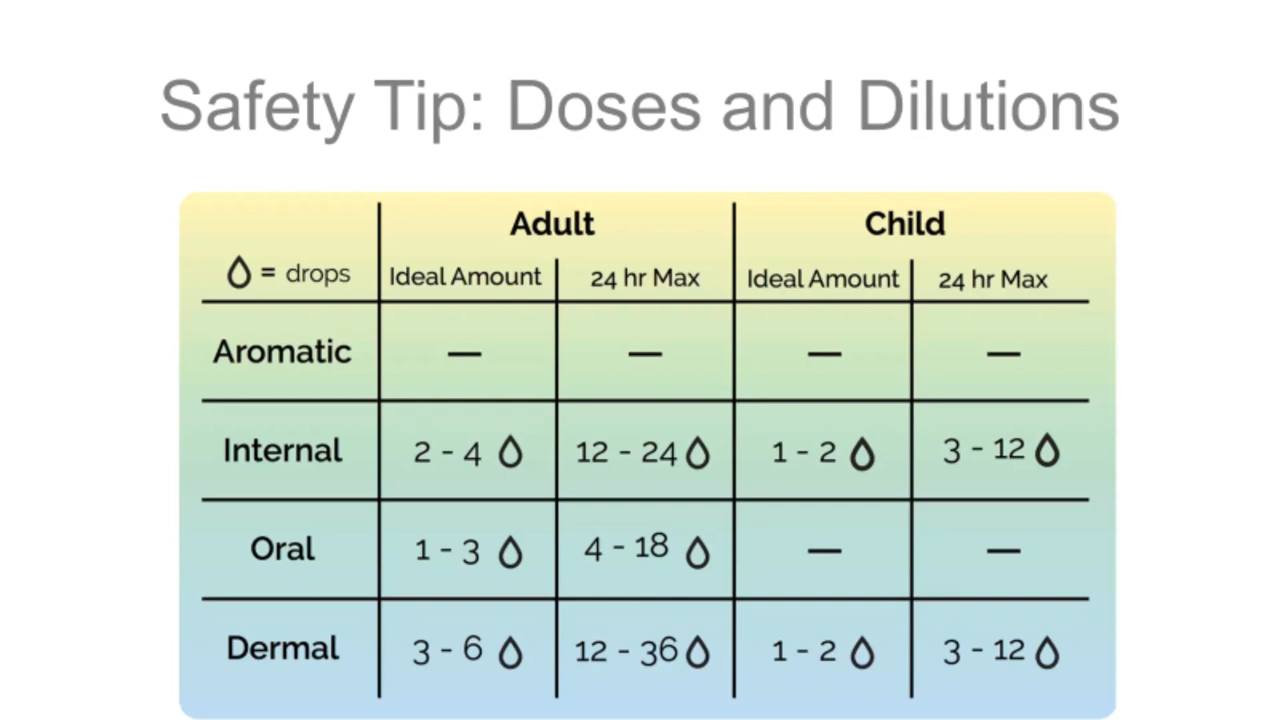 Safety Tip: Doses and Dilutions
Adult Child
= drops Ideal Amount 24 hr Max Ideal Amount 24 hr Max
Aromatic — — — —
Internal 2 - 4 12 - 24 1 - 2 3 - 12
Oral 1 - 3 4 - 18 — —
Dermal 3 - 6 12 - 36 1 - 2 3 - 12